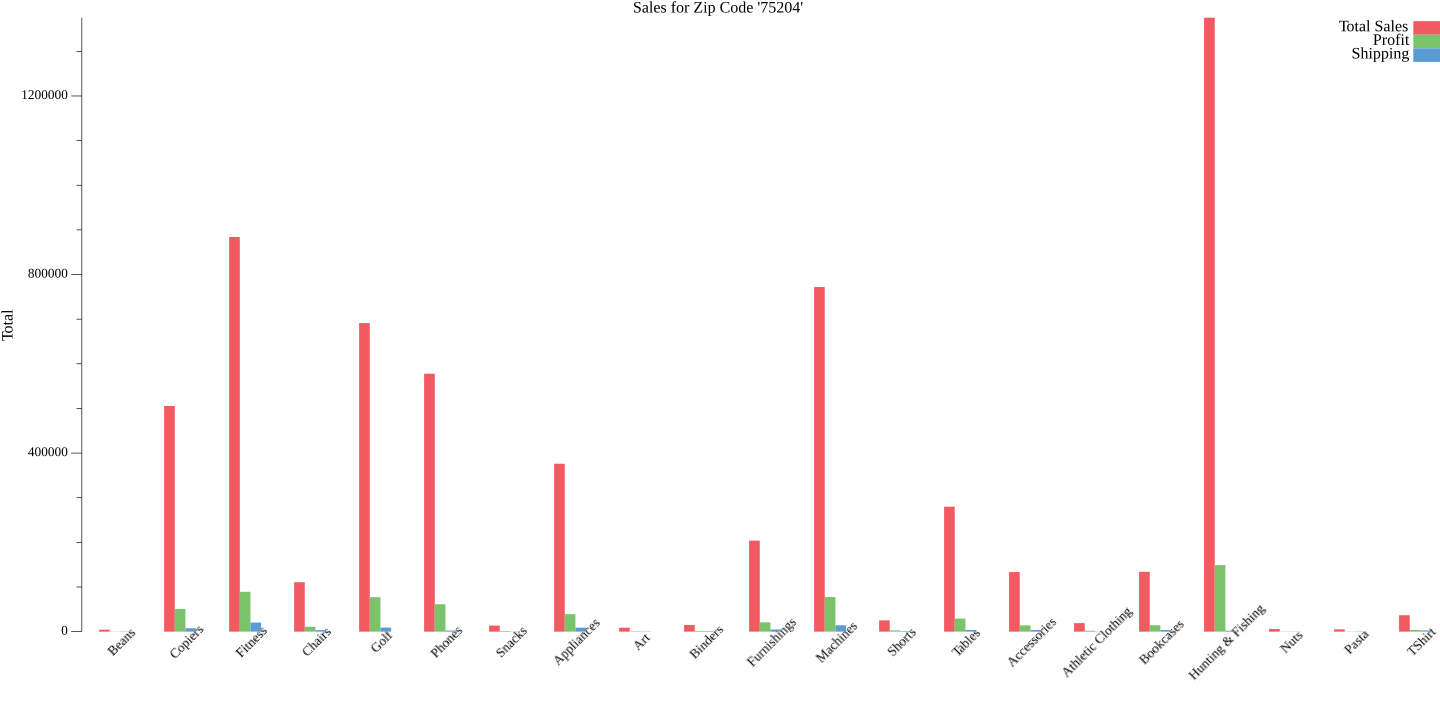 Sales for Zip Code '75204'
Total Sales
Profit
Shipping
Total
1200000
800000
400000
0
Beans
Copiers
Fitness
Chairs
Golf
Phones
Snacks
Appliances
Art
Binders
Furnishings
Machines
Shorts
Tables
Accessories
Athletic Clothing
Bookcases
Hunting & Fishing
Nuts
Pasta
TShirt